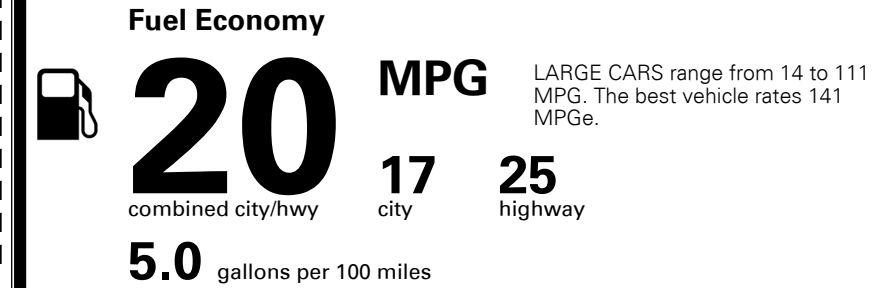 Fuel Economy
20 MPG
LARGE CARS range from 14 to 111
MPG. The best vehicle rates 141
MPGe.
17 25
combined city/hwy city highway
5.0 gallons per 100 miles